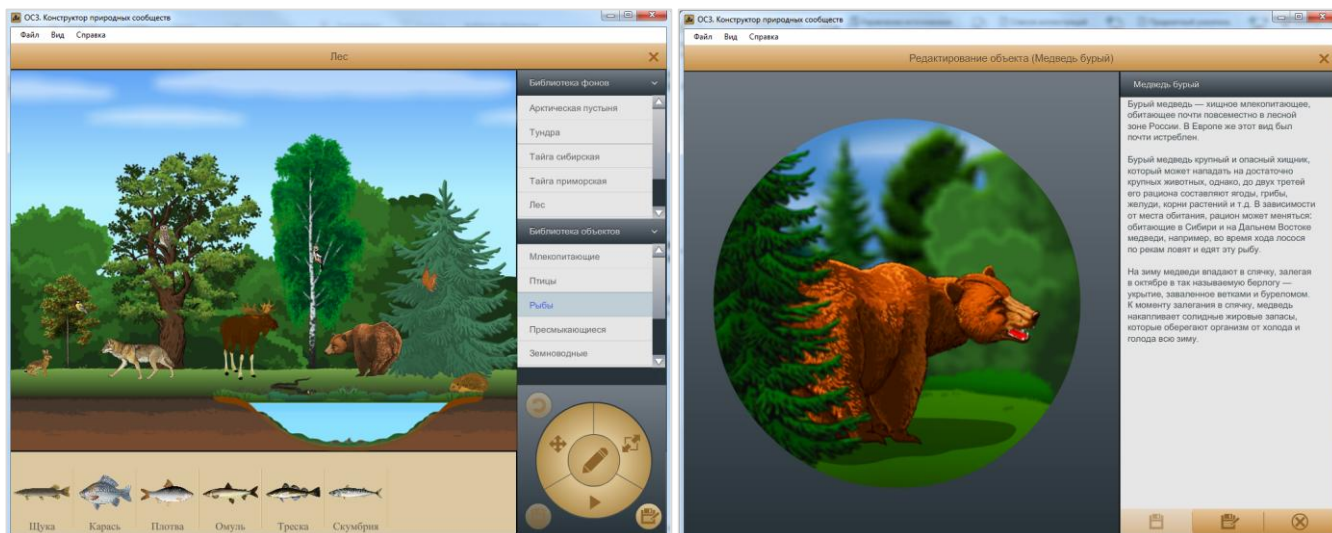 ОС3. Конструктор природных сообществ
Файл Вид Справка
Лес
Библиотека фонов
Арктическая пустыня
Тундра
Тайга сибирская
Тайга приморская
Лес
Библиотека объектов
Млекопитающие
Птицы
Рыбы
Пресмыкающиеся
Земноводные
Щука Карась Плотва Омуль Треска Скумбрия
ОС3. Конструктор природных сообществ
Файл Вид Справка
Редактирование объекта (Медведь бурый)
Медведь бурый
Бурый медведь — хищное млекопитающее,
обитающее почти повсеместно в лесной
зоне России. В Европе же этот вид был
почти истреблен.
Бурый медведь крупный и опасный хищник,
который может нападать на достаточно
крупных животных, однако, до двух третей
его рациона составляют ягоды, грибы,
желуди, корни растений и т.д. В зависимости
от места обитания, рацион может меняться:
обитающие в Сибири и на Дальнем Востоке
медведи, например, во время хода лосося
по рекам ловят и едят эту рыбу.
На зиму медведи впадают в спячку, залегая
в октябре в так называемую берлогу —
укрытие, заваленное ветками и буреломом.
К моменту залегания в спячку, медведь
накапливает солидные жировые запасы,
которые оберегают организм от холода и
голода всю зиму.